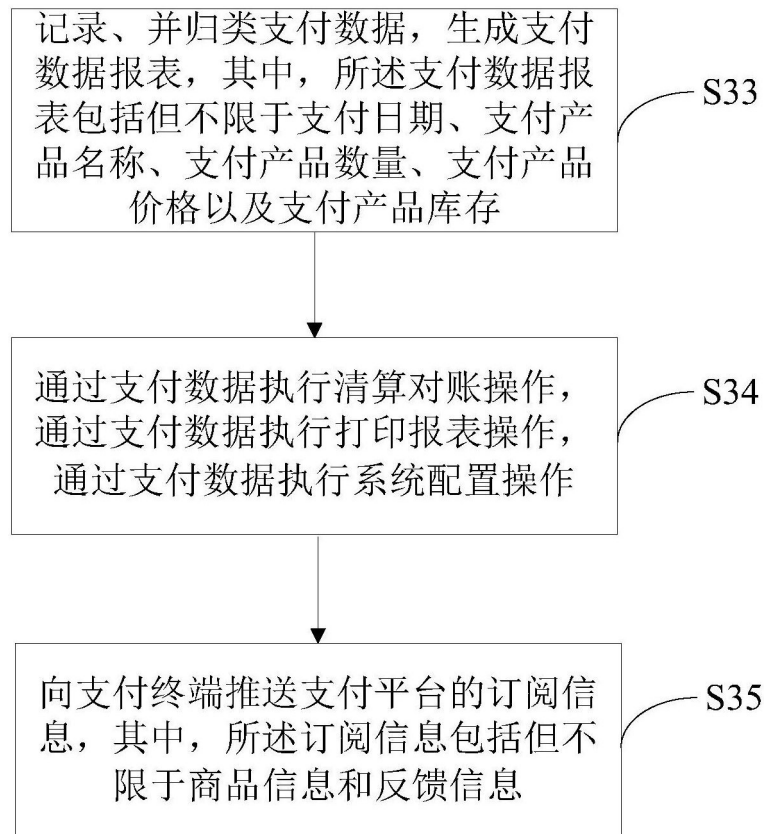 记录、并归类支付数据，生成支付
数据报表，其中，所述支付数据报
表包括但不限于支付日期、支付产
品名称、支付产品数量、支付产品
价格以及支付产品库存
S33
通过支付数据执行清算对账操作，
通过支付数据执行打印报表操作，
通过支付数据执行系统配置操作
S34
向支付终端推送支付平台的订阅信
息，其中，所述订阅信息包括但不
限于商品信息和反馈信息
S35